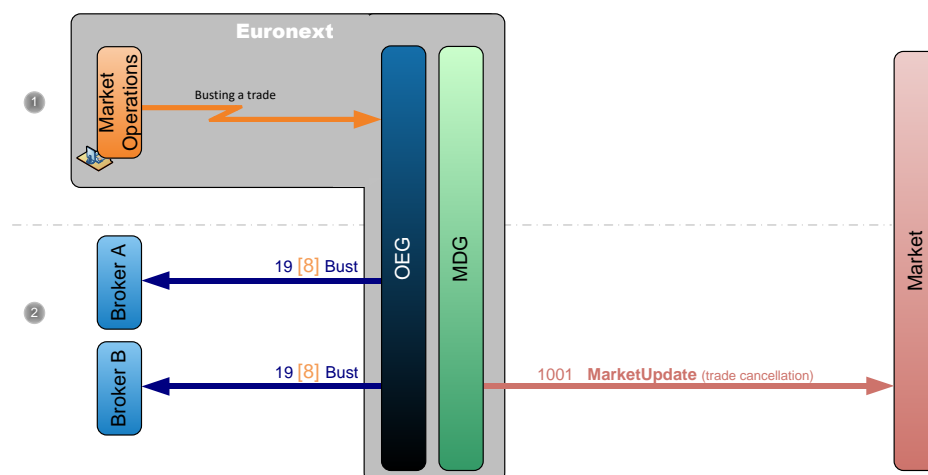 Euronext
Market
Operations
1
Busting a trade
OEG
MDG
Market
2
Broker A
19 [8] Bust
Broker B
19 [8] Bust
1001 MarketUpdate (trade cancellation)